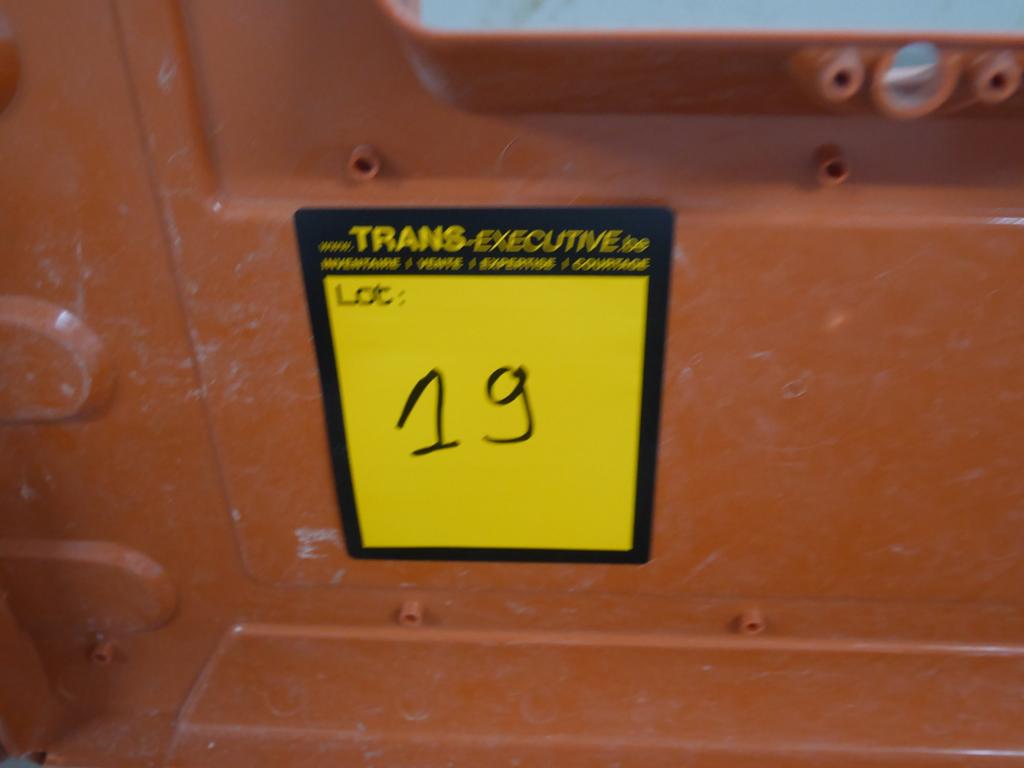 www.TRANS-EXECUTIVE.be
INVENTAIRE / VENTE / EXPERTISE / COURTAGE
Lot:
19